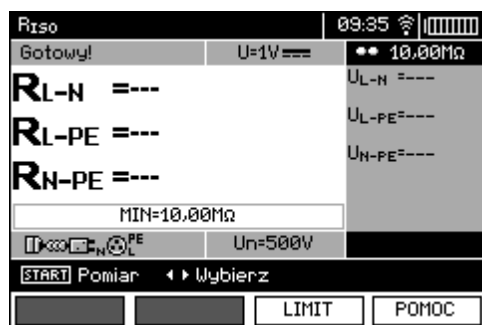 RISO 09:35
Gotowy! U=1V 10,00MΩ
RL-N =---
UL-N =---
RL-PE =---
UL-PE=---
RN-PE =---
UN-PE=---
MIN=10,00MΩ
N PE L Un=500V
START Pomiar Wybierz
LIMIT POMOC